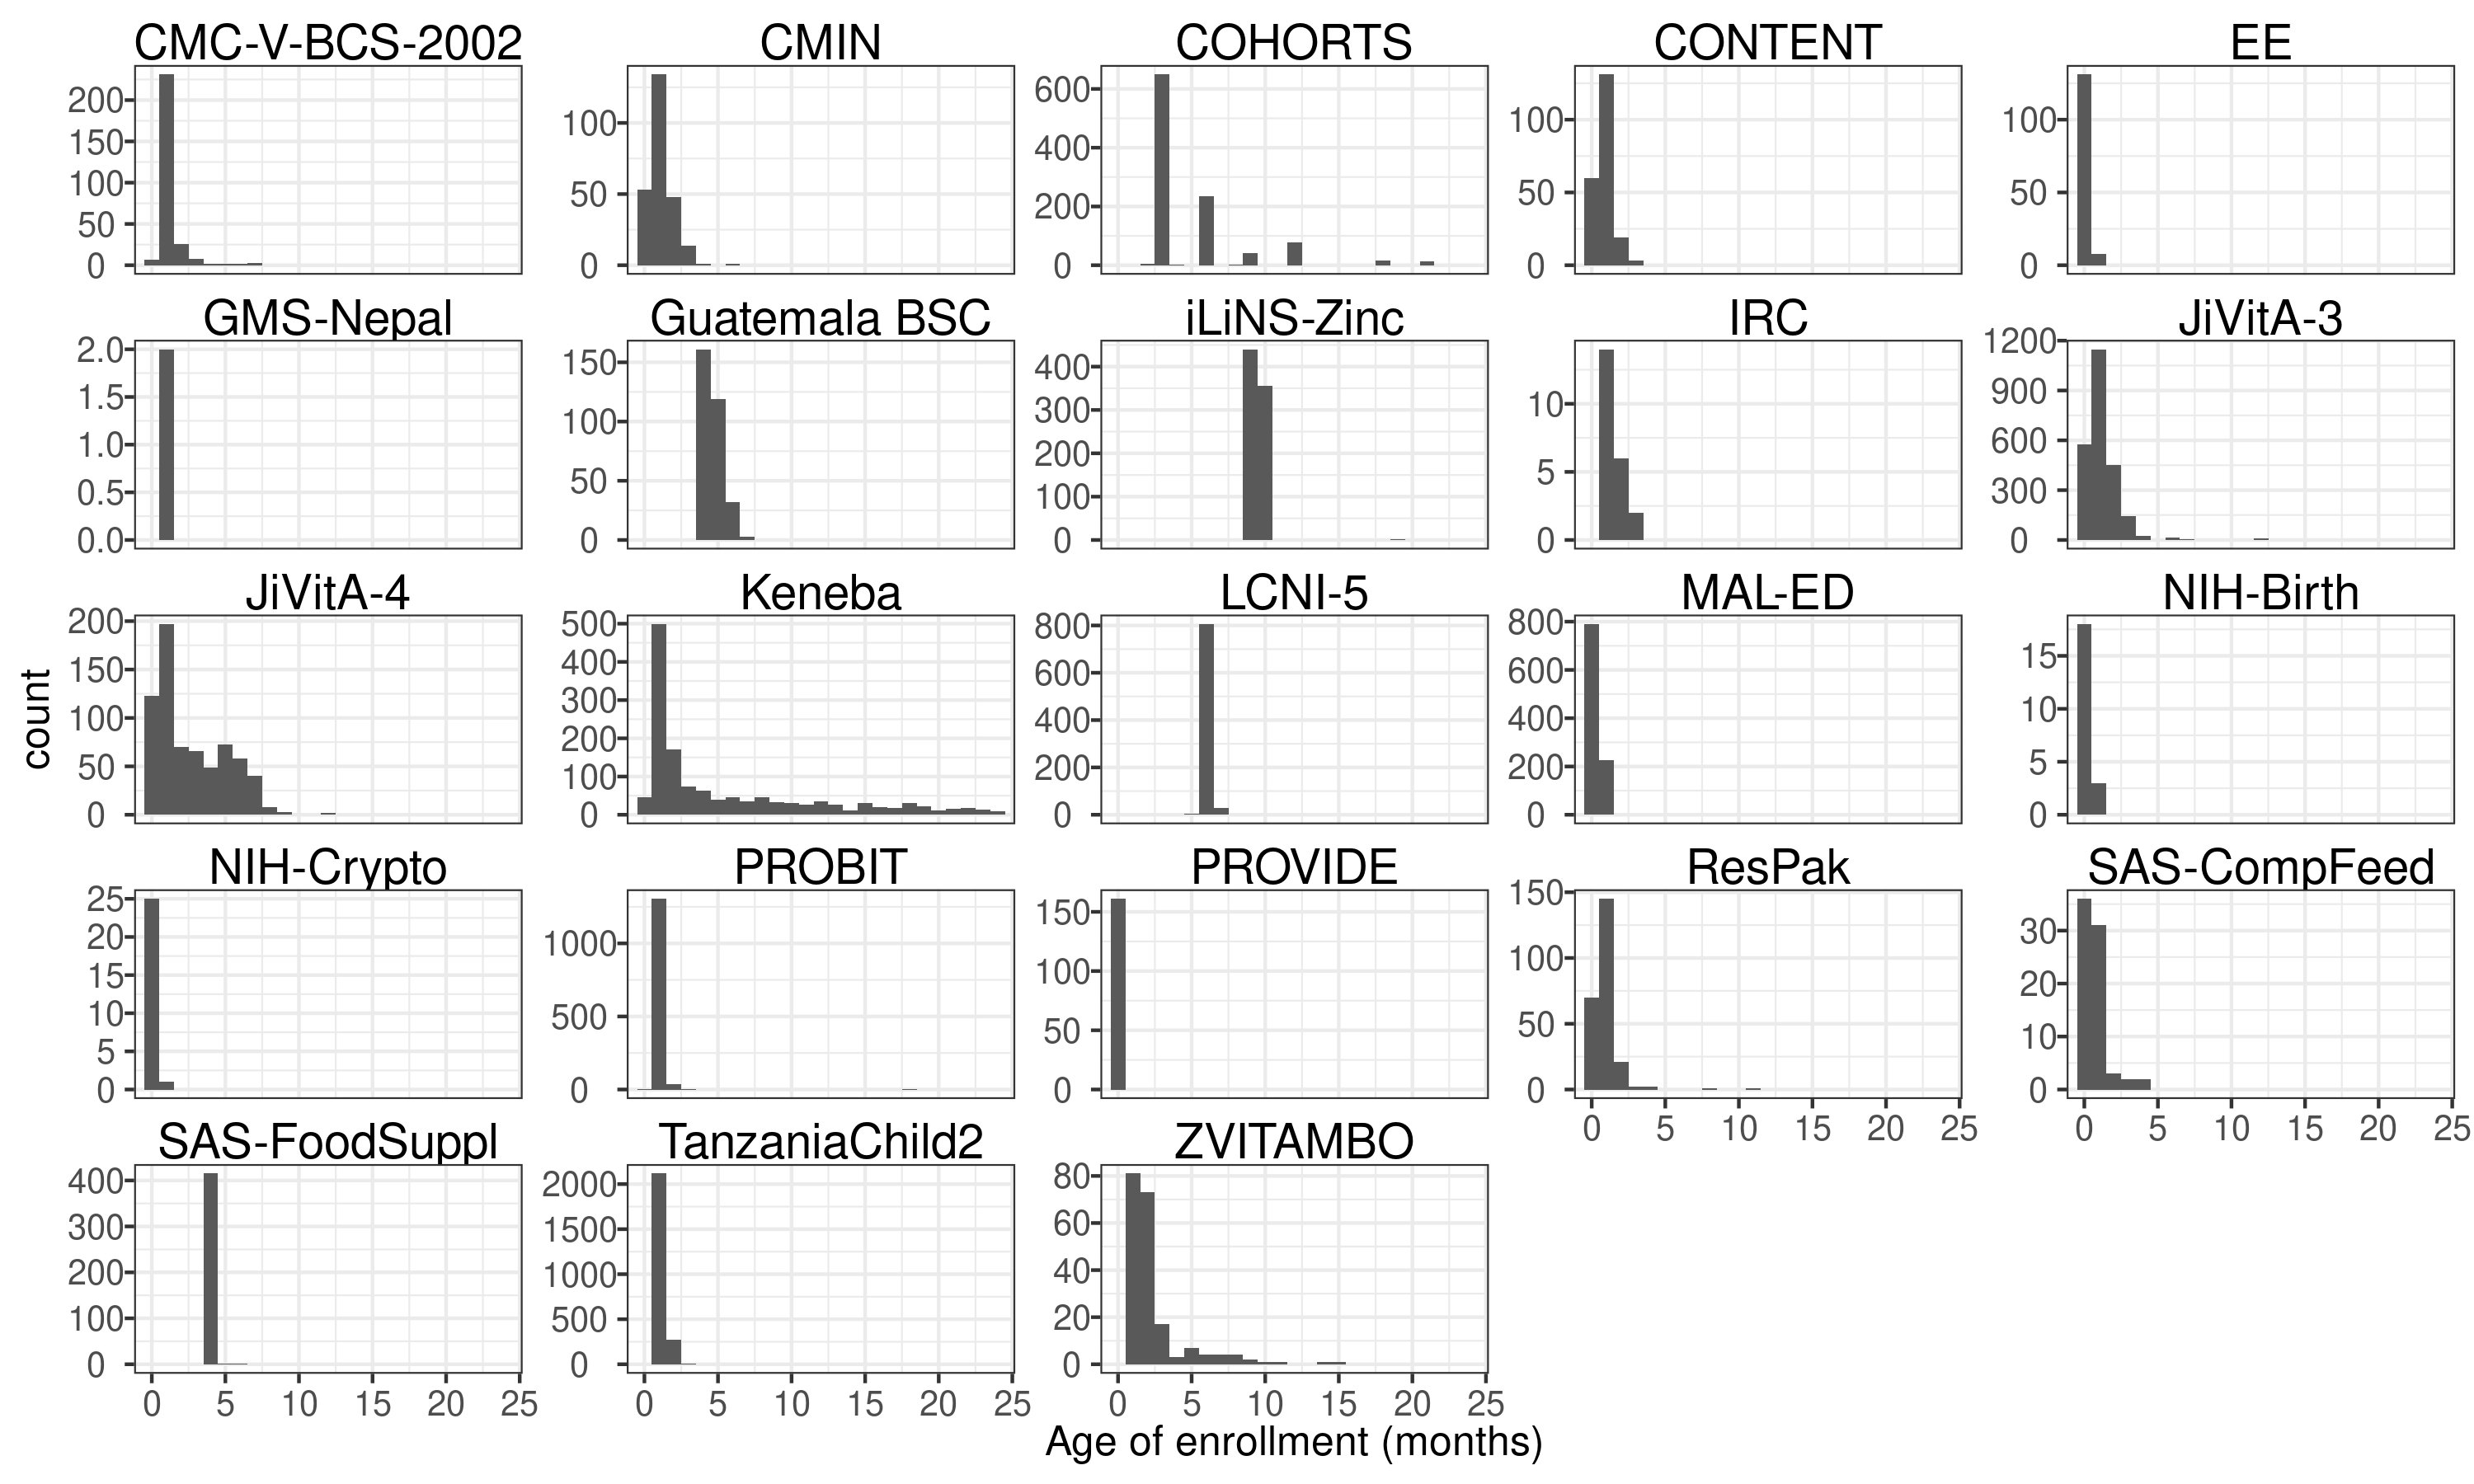 CMC-V-BCS-2002 CMIN COHORTS CONTENT EE
200 150 100 50 0
100 50 0
600 400 200 0
100 50 0
100 50 0
GMS-Nepal Guatemala BSC iLiNS-Zinc IRC JiVitA-3
2.0 1.5 1.0 0.5 0.0
150 100 50 0
400 300 200 100 0
10 5 0
1200 900 600 300 0
JiVitA-4 Keneba LCNI-5 MAL-ED NIH-Birth
200 150 100 50 0
500 400 300 200 100 0
800 600 400 200 0
800 600 400 200 0
15 10 5 0
count
NIH-Crypto PROBIT PROVIDE ResPak SAS-CompFeed
25 20 15 10 5 0
1000 500 0
150 100 50 0
150 100 50 0
30 20 10 0
0 5 10 15 20 25
0 5 10 15 20 25
SAS-FoodSuppl TanzaniaChild2 ZVITAMBO
400 300 200 100 0
2000 1500 1000 500 0
80 60 40 20 0
0 5 10 15 20 25
0 5 10 15 20 25
0 5 10 15 20 25
Age of enrollment (months)